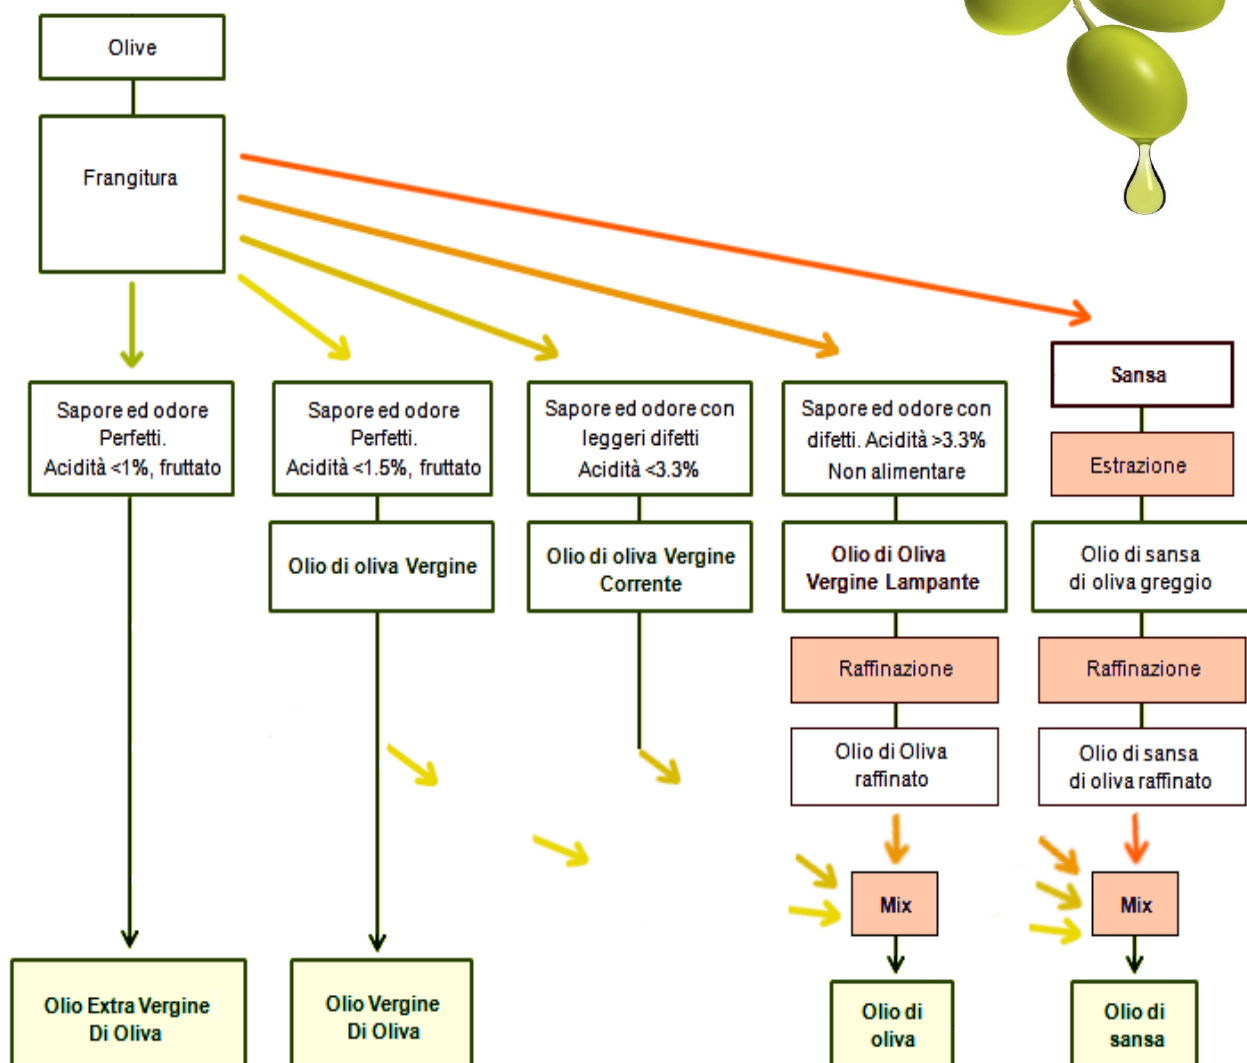 Olive
Frangitura
Sapore ed odore
Perfetti.
Acidità <1%, fruttato
Sapore ed odore
Perfetti.
Acidità <1.5%, fruttato
Olio di oliva Vergine
Sapore ed odore con
leggeri difetti
Acidità <3.3%
Olio di oliva Vergine
Corrente
Sapore ed odore con
difetti. Acidità >3.3%
Non alimentare
Olio di Oliva
Vergine Lampante
Raffinazione
Olio di Oliva
raffinato
Mix
Sansa
Estrazione
Olio di sansa
di oliva greggio
Raffinazione
Olio di sansa
di oliva raffinato
Mix
Olio Extra Vergine
Di Oliva
Olio Vergine
Di Oliva
Olio di
oliva
Olio di
sansa